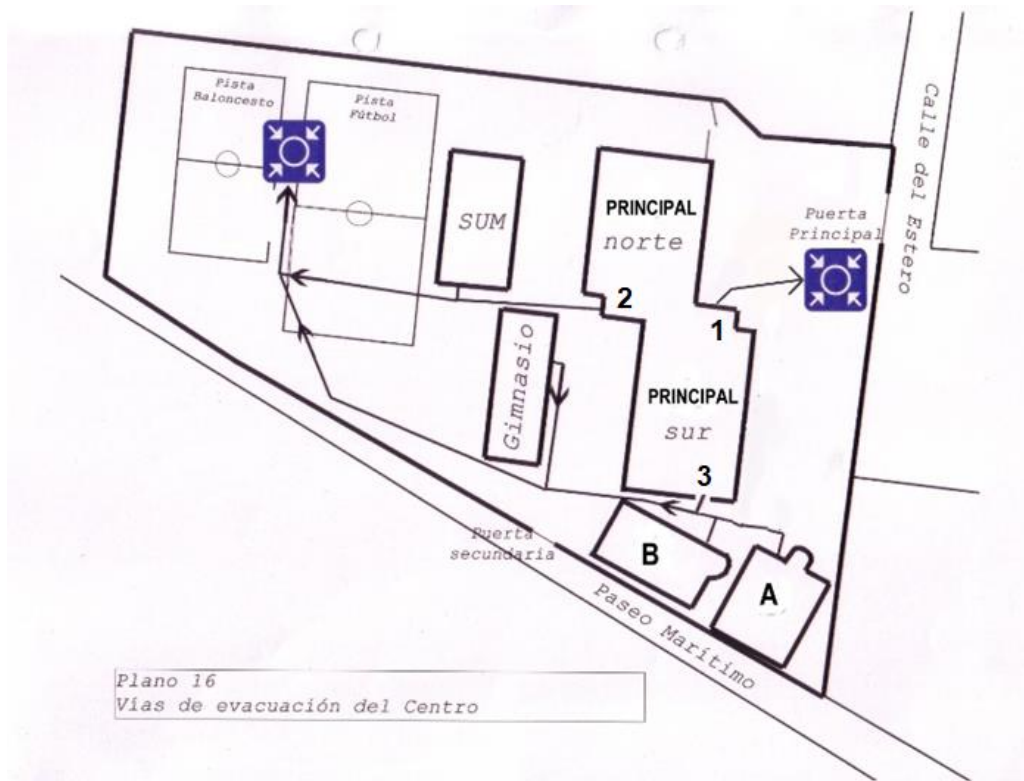 Pista
Baloncesto
Pista
Fútbol
SUM
PRINCIPAL
norte
Puerta
Principal
Calle del Estero
2
1
Gimnasio
PRINCIPAL
sur
3
Puerta
secundaria
B
A
Paseo Marítimo
Plano 16
Vías de evacuación del Centro